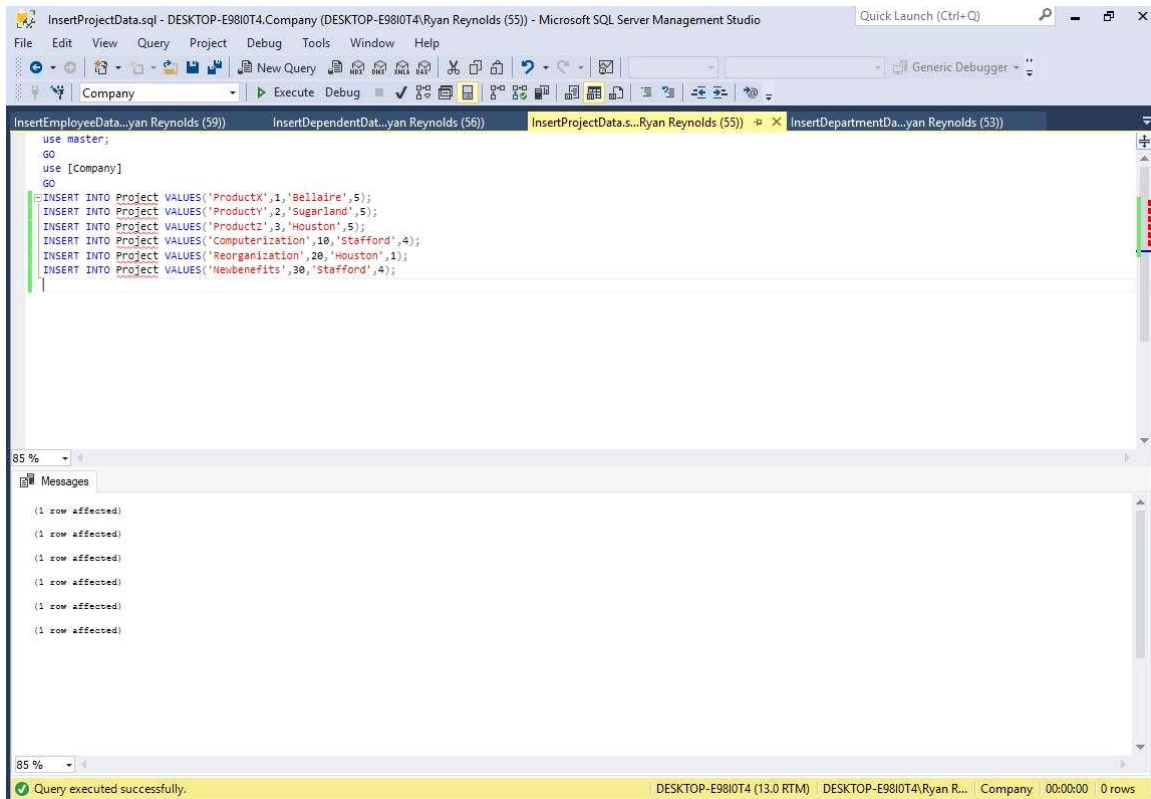 InsertProjectData.sql - DESKTOP-E98I0T4.Company (DESKTOP-E98I0T4\Ryan Reynolds (55)) - Microsoft SQL Server Management Studio
Quick Launch (Ctrl+Q)
File Edit View Query Project Debug Tools Window Help
New Query MDX DMX XMLA DAX Generic Debugger
Company Execute Debug
InsertEmployeeData...yan Reynolds (59)) InsertDependentDat...yan Reynolds (56)) InsertProjectData.s...Ryan Reynolds (55)) InsertDepartmentDa...yan Reynolds (53))
use master;
GO
use [Company]
GO
INSERT INTO Project VALUES('ProductX',1,'Bellaire',5);
INSERT INTO Project VALUES('ProductY',2,'Sugarland',5);
INSERT INTO Project VALUES('ProductZ',3,'Houston',5);
INSERT INTO Project VALUES('Computerization',10,'Stafford',4);
INSERT INTO Project VALUES('Reorganization',20,'Houston',1);
INSERT INTO Project VALUES('Newbenefits',30,'Stafford',4);
85 %
Messages
(1 row affected)
(1 row affected)
(1 row affected)
(1 row affected)
(1 row affected)
(1 row affected)
85 %
Query executed successfully. DESKTOP-E98I0T4 (13.0 RTM) DESKTOP-E98I0T4\Ryan R... Company 00:00:00 0 rows